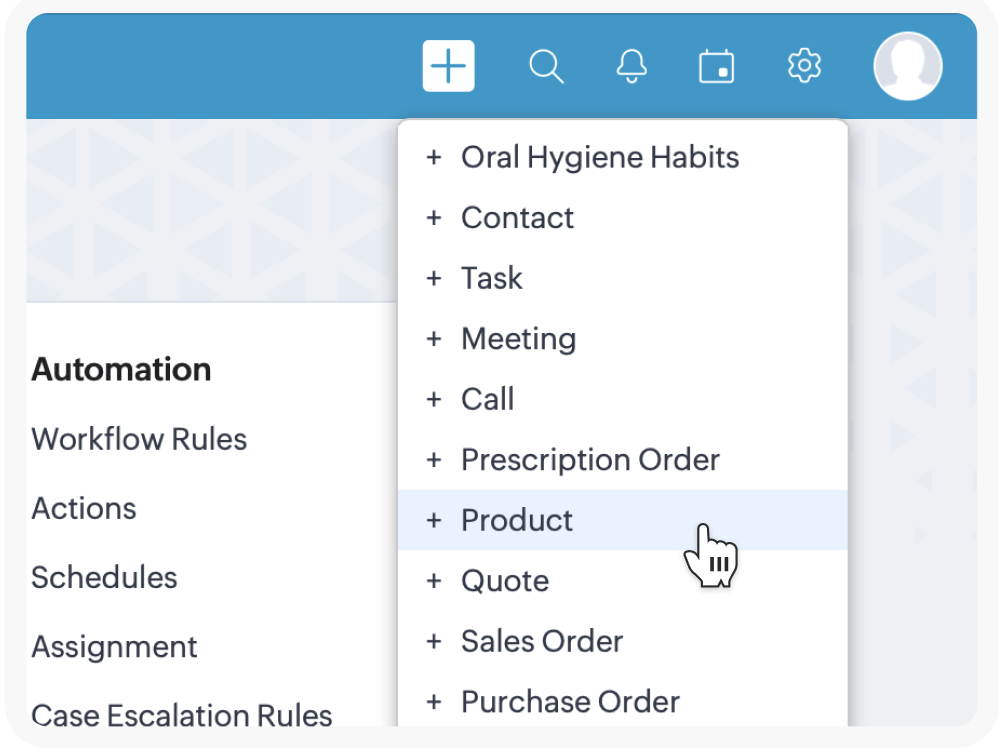 + Oral Hygiene Habits
+ Contact
+ Task
+ Meeting
+ Call
+ Prescription Order
+ Product
+ Quote
+ Sales Order
+ Purchase Order
Automation
Workflow Rules
Actions
Schedules
Assignment
Case Escalation Rules